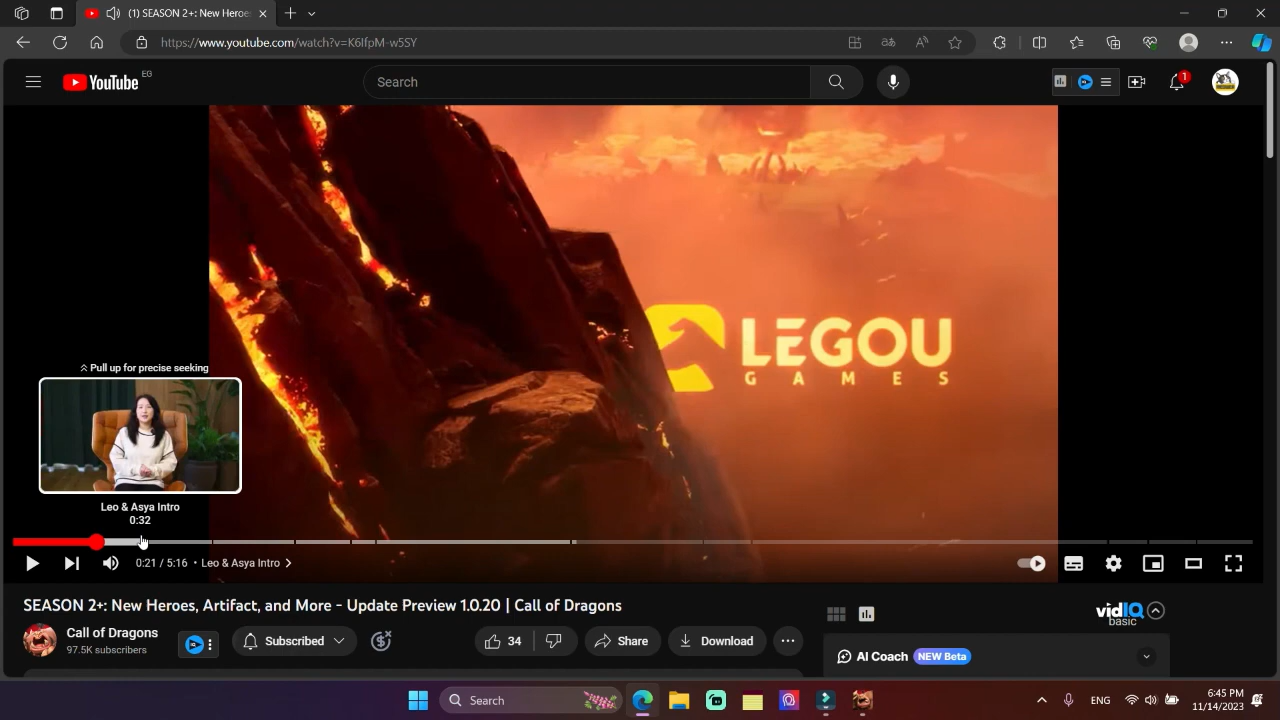 (1) SEASON 2+: New Heroe
https://www.youtube.com/watch?v=K6IfpM-w5SY
YouTube EG
Search
1
LEGOU
GAMES
Pull up for precise seeking
Leo & Asya Intro
0:32
0:21 / 5:16 • Leo & Asya Intro
SEASON 2+: New Heroes, Artifact, and More - Update Preview 1.0.20 | Call of Dragons
Call of Dragons
97.5K subscribers
Subscribed
34
Share
Download
vidIQ
basic
AI Coach NEW Beta
Search
ENG
6:45 PM
11/14/2023